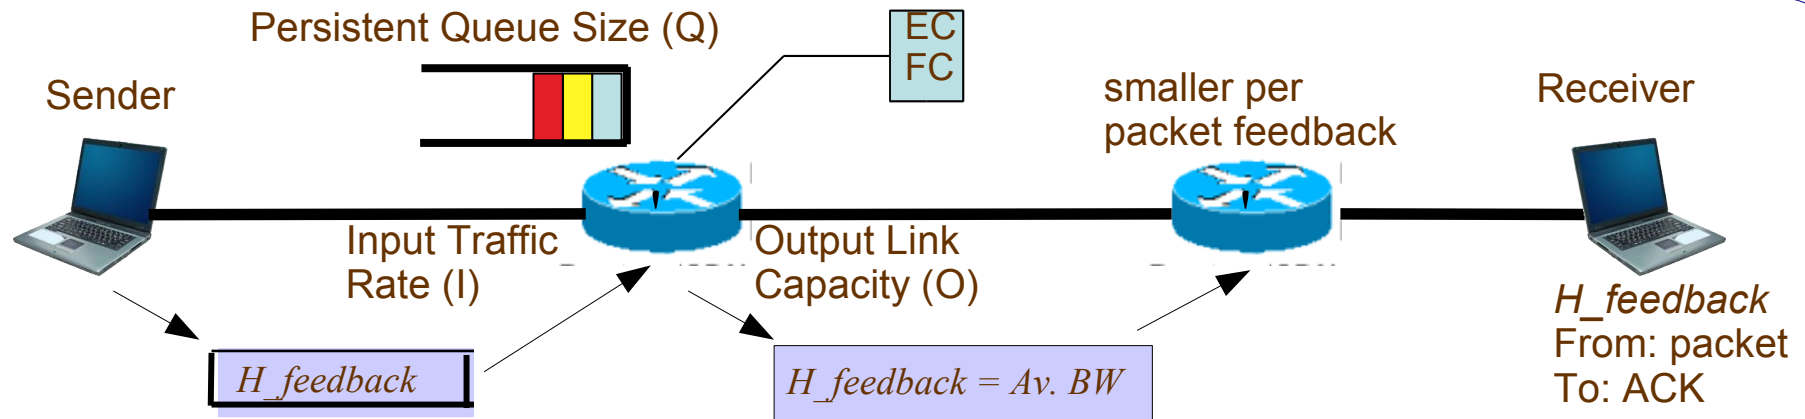 Persistent Queue Size (Q)
EC
FC
Sender
smaller per
packet feedback
Receiver
Input Traffic
Rate (I)
Output Link
Capacity (O)
H_feedback
H_feedback = Av. BW
H_feedback
From: packet
To: ACK